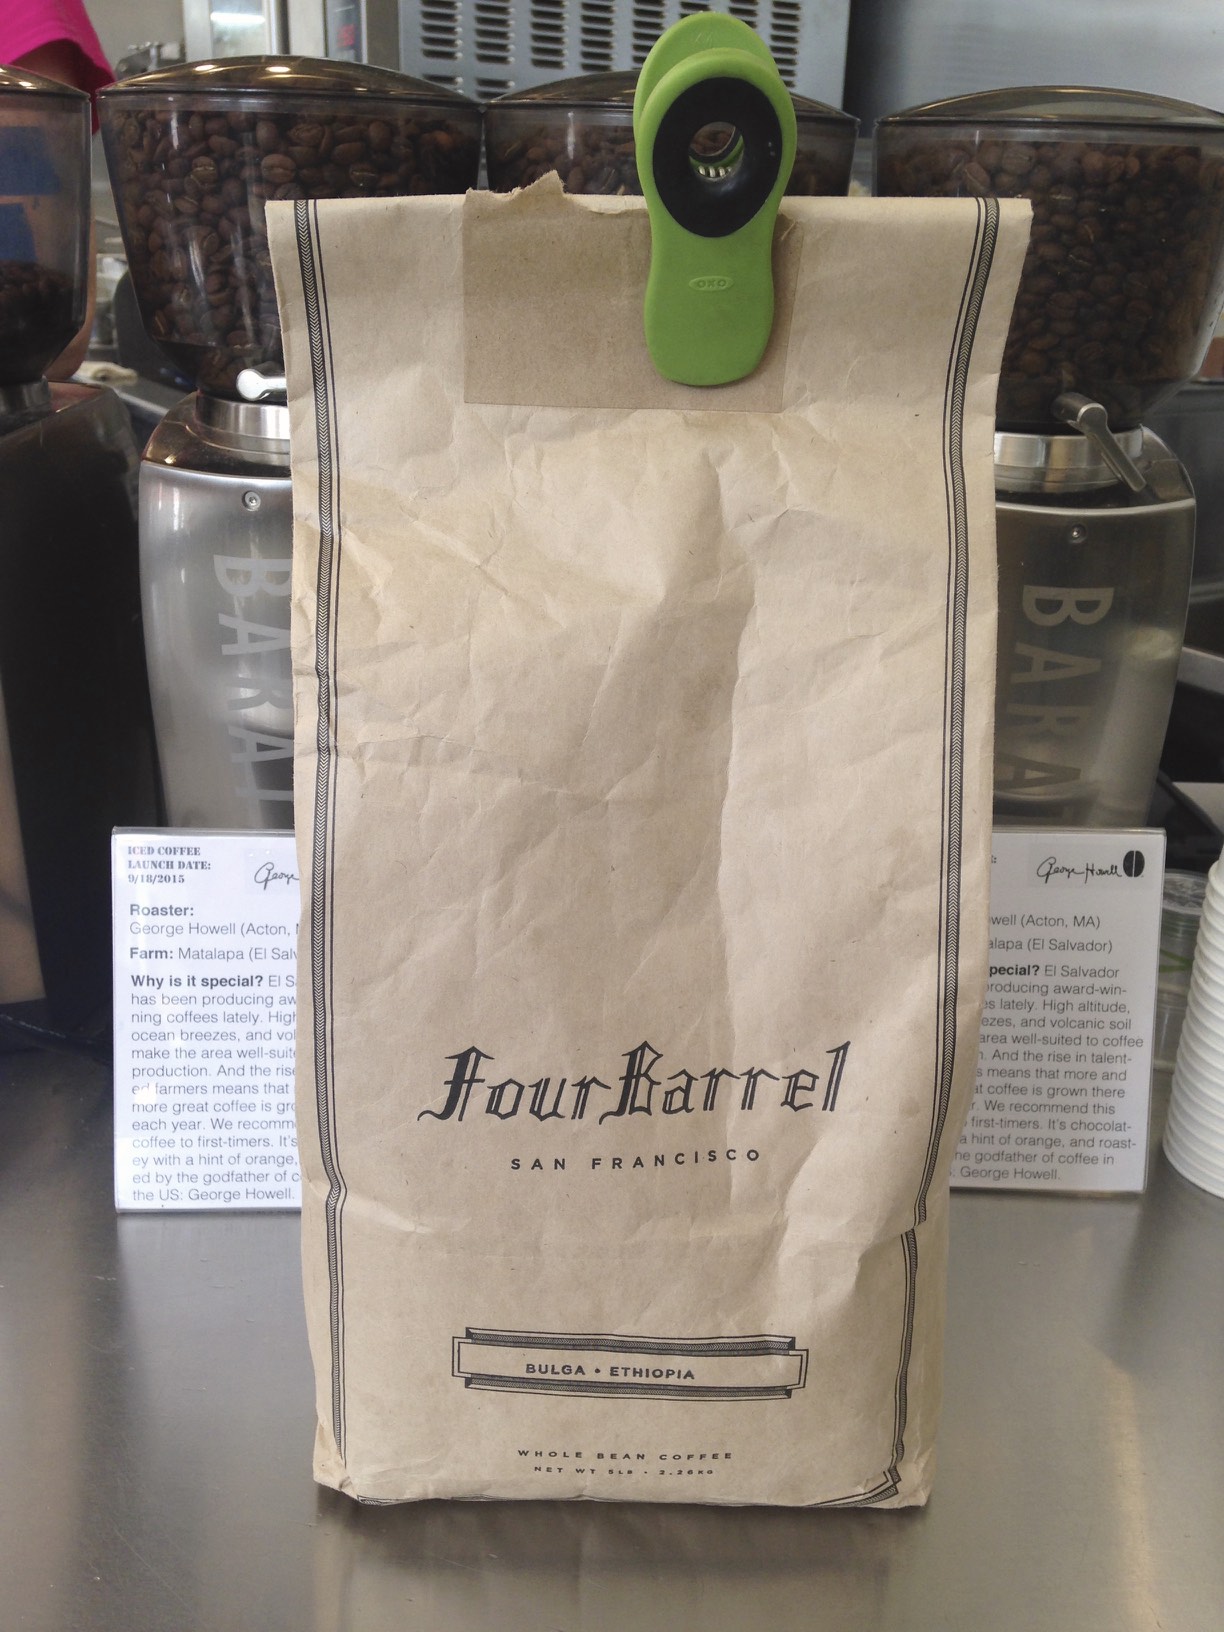 OXO
BARA
BARA
ICED COFFEE
LAUNCH DATE:
9/18/2015
George
Roaster:
George Howell (Acton,
Farm: Matalapa (El Salv
Why is it special? El S
has been producing aw
ning coffees lately. High
ocean breezes, and vol
make the area well-suite
production. And the rise
ed farmers means that
more great coffee is gro
each year. We recomm
coffee to first-timers. It's
ey with a hint of orange,
ed by the godfather of c
the US: George Howell.
George Howell
well (Acton, MA)
alapa (El Salvador)
pecial? El Salvador
producing award-win-
es lately. High altitude,
ezes, and volcanic soil
area well-suited to coffee
n. And the rise in talent-
s means that more and
at coffee is grown there
r. We recommend this
first-timers. It's chocolat-
a hint of orange, and roast-
he godfather of coffee in
: George Howell.
FourBarrel
SAN FRANCISCO
BULGA • ETHIOPIA
WHOLE BEAN COFFEE
NET WT 5LB • 2.26KG